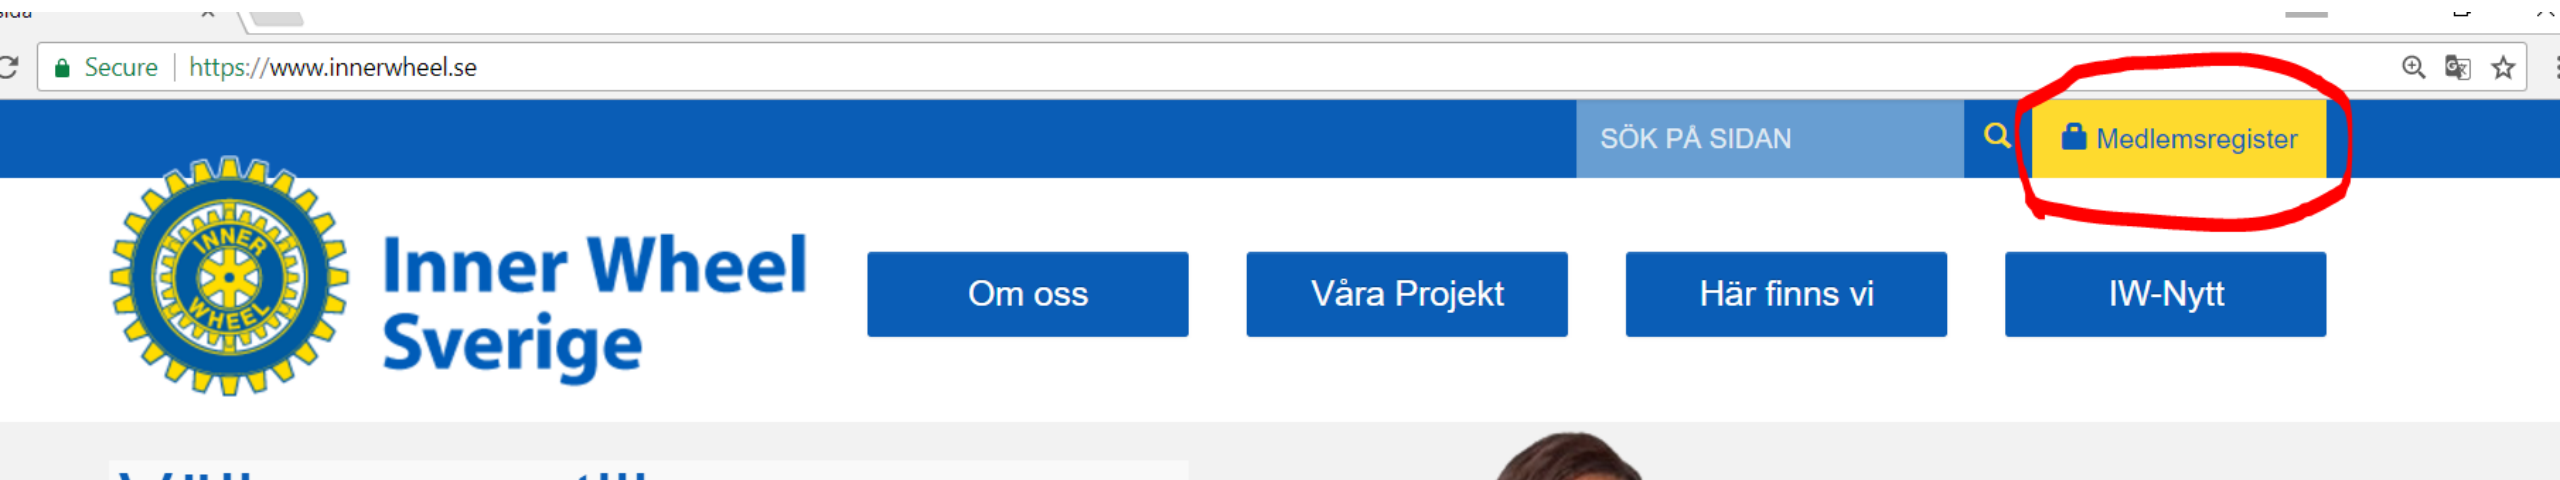 Secure | https://www.innerwheel.se
SÖK PÅ SIDAN
Medlemsregister
INNER
WHEEL
Inner Wheel
Sverige
Om oss
Våra Projekt
Här finns vi
IW-Nytt